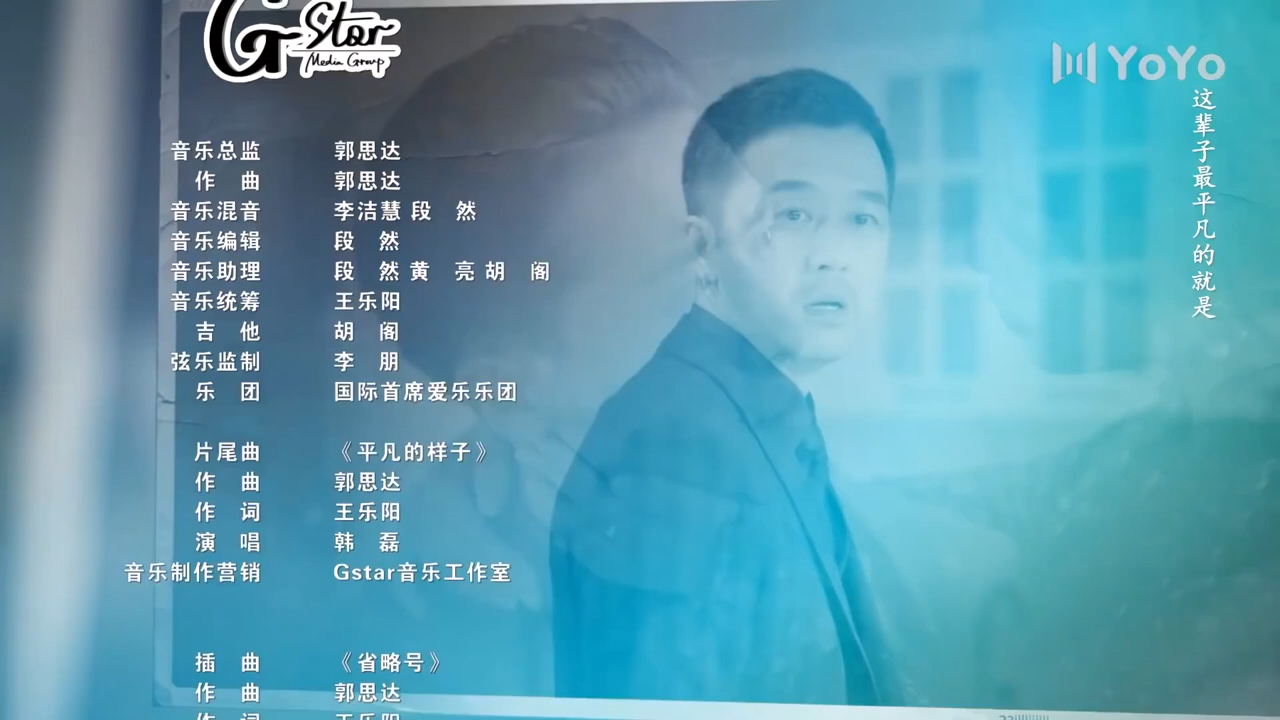 G Star
Media Group
YoYo
这辈子最平凡的就是
音乐总监 郭思达
作 曲 郭思达
音乐混音 李洁慧 段 然
音乐编辑 段 然
音乐助理 段 然 黄 亮 胡 阁
音乐统筹 王乐阳
吉 他 胡 阁
弦乐监制 李 朋
乐 团 国际首席爱乐乐团
片尾曲 《平凡的样子》
作 曲 郭思达
作 词 王乐阳
演 唱 韩 磊
音乐制作营销 Gstar音乐工作室
插 曲 《省略号》
作 曲 郭思达
作 词 王乐阳